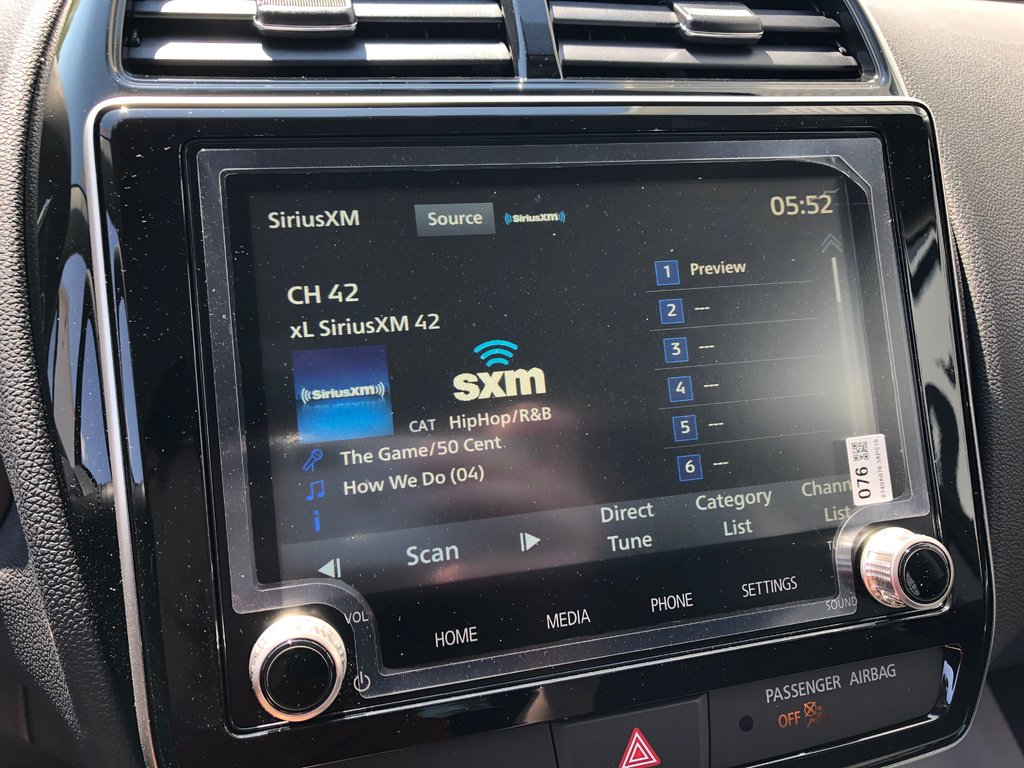 SiriusXM
Source
((SiriusXM))
05:52
CH 42
xL SiriusXM 42
((SiriusXM))
sxm
CAT HipHop/R&B
The Game/50 Cent
How We Do (04)
1 Preview
2 ---
3 ---
4 ---
5 ---
6 ---
076
Scan
Direct
Tune
Category
List
Chann
List
VOL
HOME
MEDIA
PHONE
SETTINGS
SOUND
PASSENGER AIRBAG
OFF